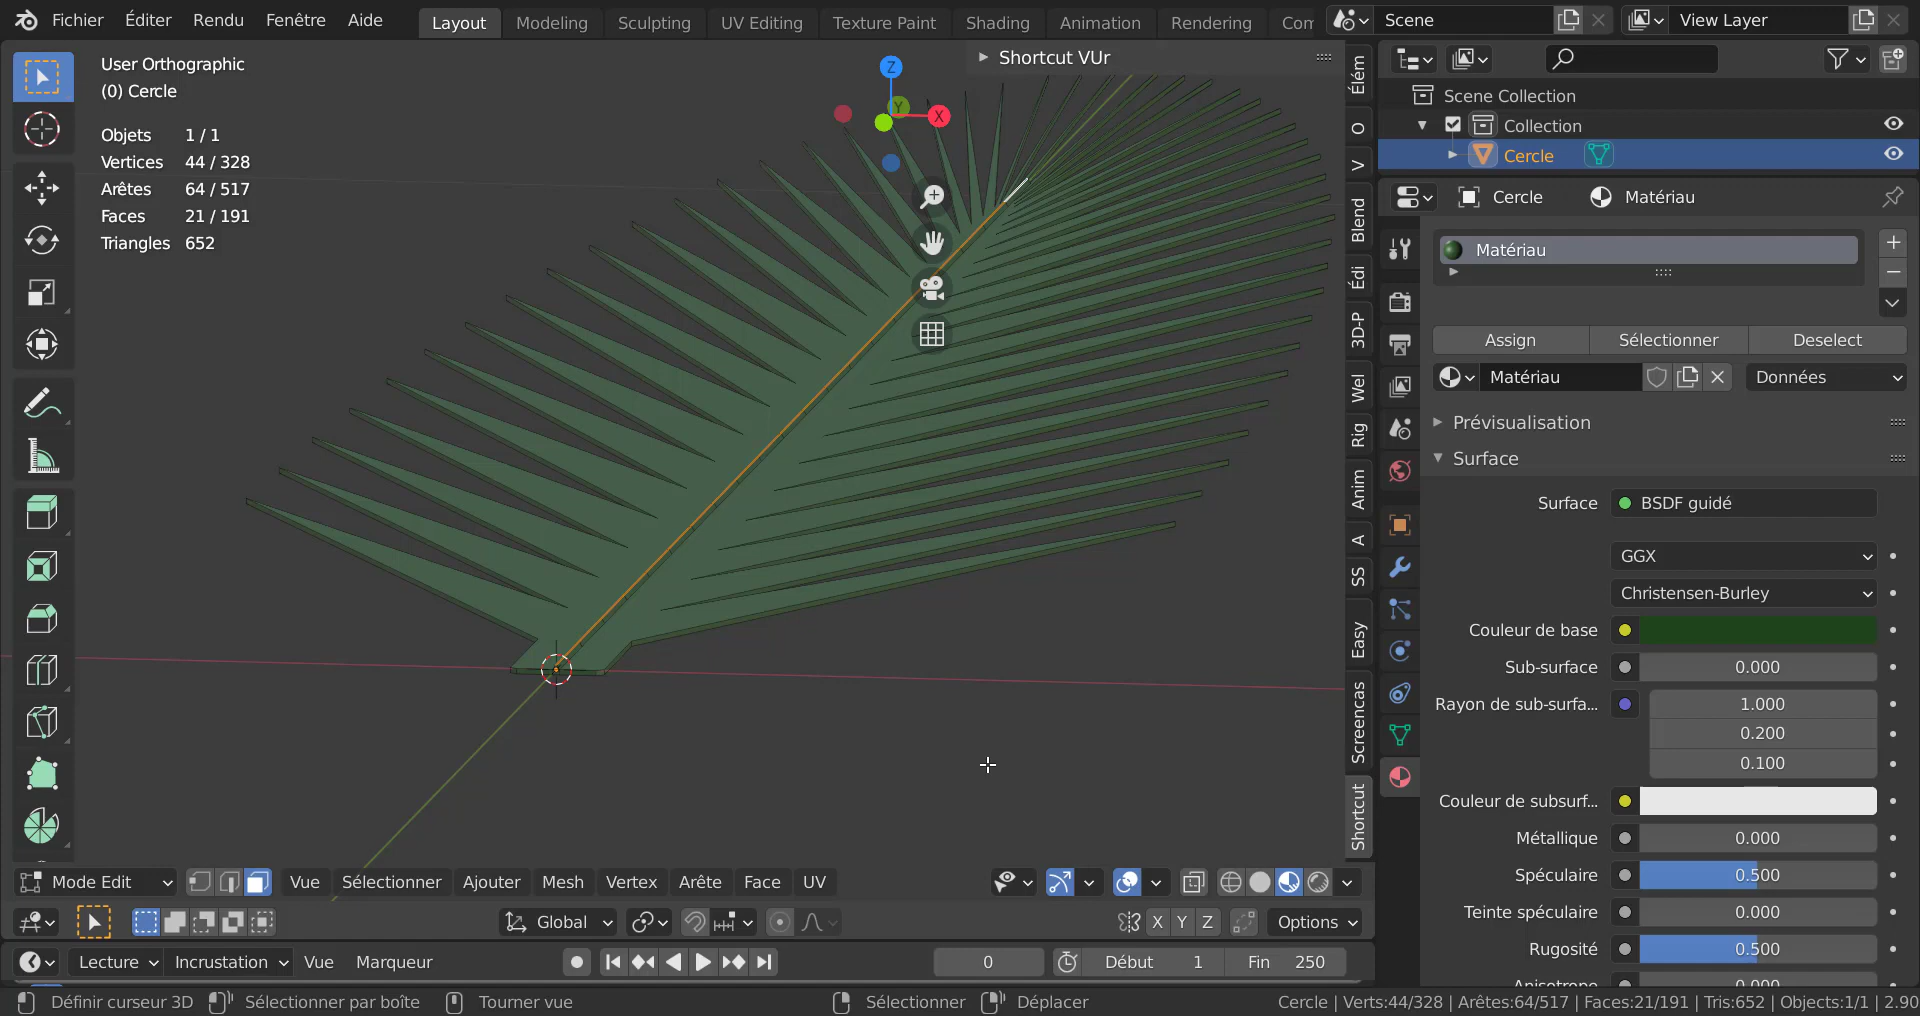 Fichier Éditer Rendu Fenêtre Aide Layout Modeling Sculpting UV Editing Texture Paint Shading Animation Rendering Com Scene View Layer
User Orthographic
(0) Cercle
Objets 1 / 1
Vertices 44 / 328
Arêtes 64 / 517
Faces 21 / 191
Triangles 652
Shortcut VUr
Z
Y
X
Élém
O
V
Blend
Édi
3D-P
Wel
Rig
Anim
A
SS
Easy
Screencas
Shortcut
Scene Collection
Collection
Cercle
Cercle Matériau
Matériau
Assign Sélectionner Deselect
Matériau Données
Prévisualisation
Surface
Surface BSDF guidé
GGX
Christensen-Burley
Couleur de base
Sub-surface 0.000
Rayon de sub-surfa... 1.000
0.200
0.100
Couleur de subsurf...
Métallique 0.000
Spéculaire 0.500
Teinte spéculaire 0.000
Rugosité 0.500
Anisotrope 0.000
Mode Edit Vue Sélectionner Ajouter Mesh Vertex Arête Face UV
Global X Y Z Options
Lecture Incrustation Vue Marqueur 0 Début 1 Fin 250
Définir curseur 3D Sélectionner par boîte Tourner vue Sélectionner Déplacer Cercle | Verts:44/328 | Arêtes:64/517 | Faces:21/191 | Tris:652 | Objects:1/1 | 2.90